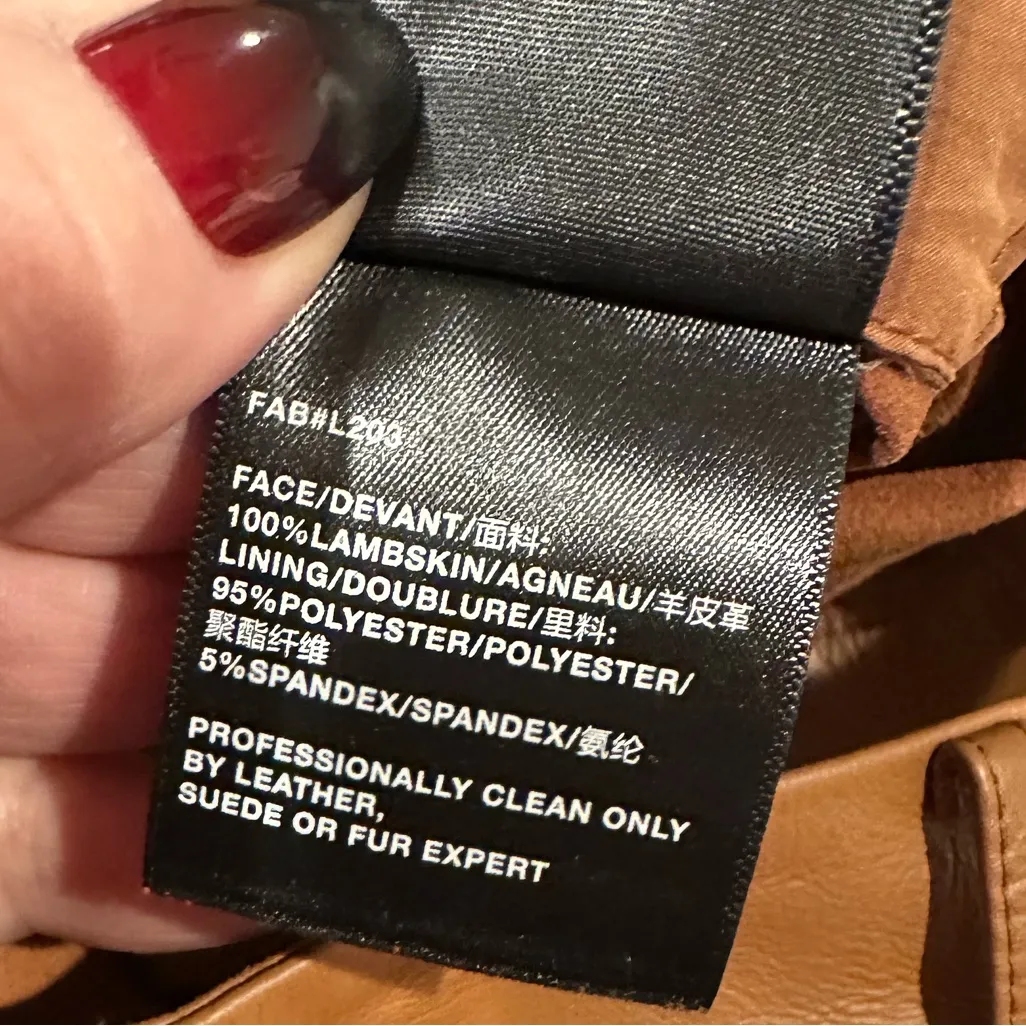 FAB#L203
FACE/DEVANT/面料:
100%LAMBSKIN/AGNEAU/羊皮革
LINING/DOUBLURE/里料:
95%POLYESTER/POLYESTER/
聚酯纤维
5%SPANDEX/SPANDEX/氨纶
PROFESSIONALLY CLEAN ONLY
BY LEATHER,
SUEDE OR FUR EXPERT